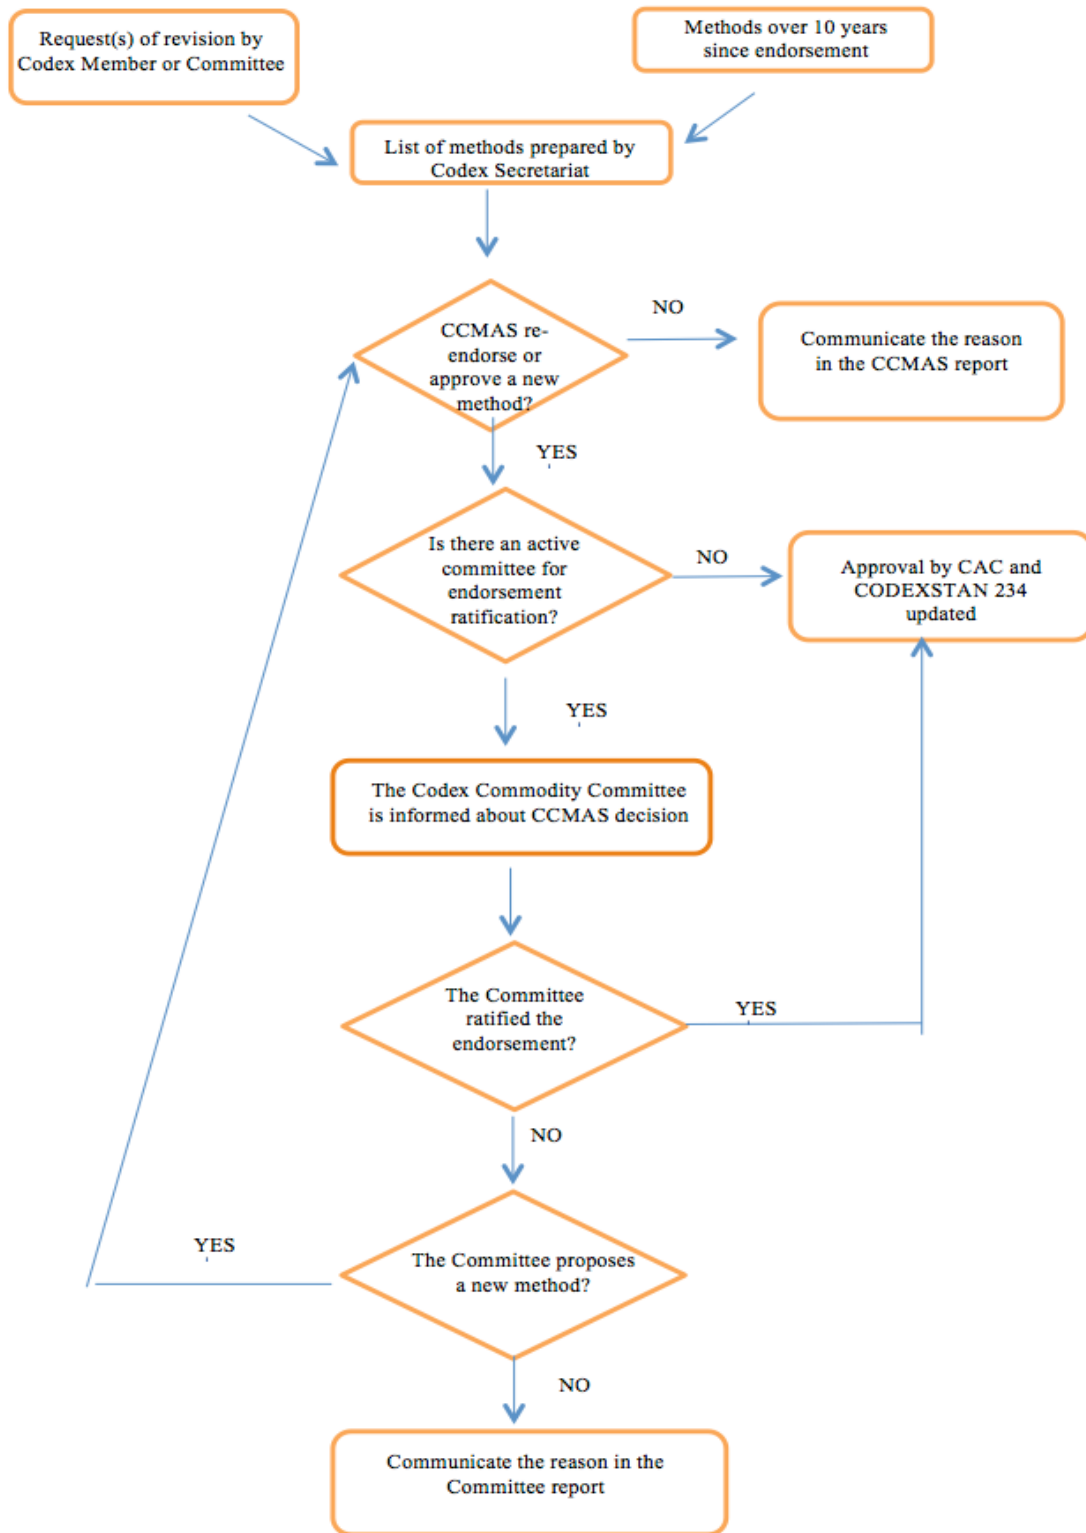 Request(s) of revision by
Codex Member or Committee
Methods over 10 years
since endorsement
List of methods prepared by
Codex Secretariat
CCMAS re-
endorse or
approve a new
method?
NO
Communicate the reason
in the CCMAS report
YES
Is there an active
committee for
endorsement
ratification?
NO
Approval by CAC and
CODEXSTAN 234
updated
YES
The Codex Commodity Committee
is informed about CCMAS decision
The Committee
ratified the
endorsement?
YES
NO
YES
The Committee proposes
a new method?
NO
Communicate the reason in the
Committee report